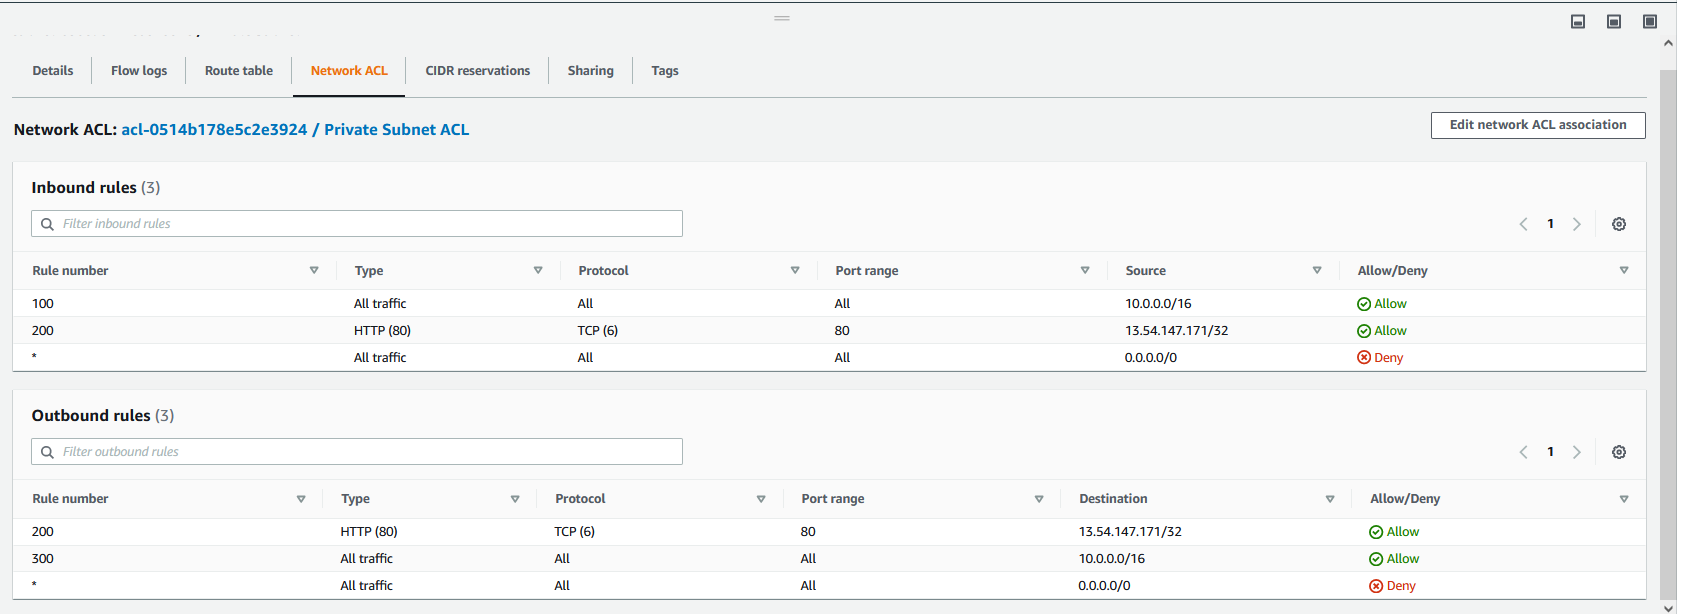 Details Flow logs Route table Network ACL CIDR reservations Sharing Tags
Network ACL: acl-0514b178e5c2e3924 / Private Subnet ACL Edit network ACL association
Inbound rules (3)
Filter inbound rules 1
Rule number Type Protocol Port range Source Allow/Deny
100 All traffic All All 10.0.0.0/16 Allow
200 HTTP (80) TCP (6) 80 13.54.147.171/32 Allow
* All traffic All All 0.0.0.0/0 Deny
Outbound rules (3)
Filter outbound rules 1
Rule number Type Protocol Port range Destination Allow/Deny
200 HTTP (80) TCP (6) 80 13.54.147.171/32 Allow
300 All traffic All All 10.0.0.0/16 Allow
* All traffic All All 0.0.0.0/0 Deny